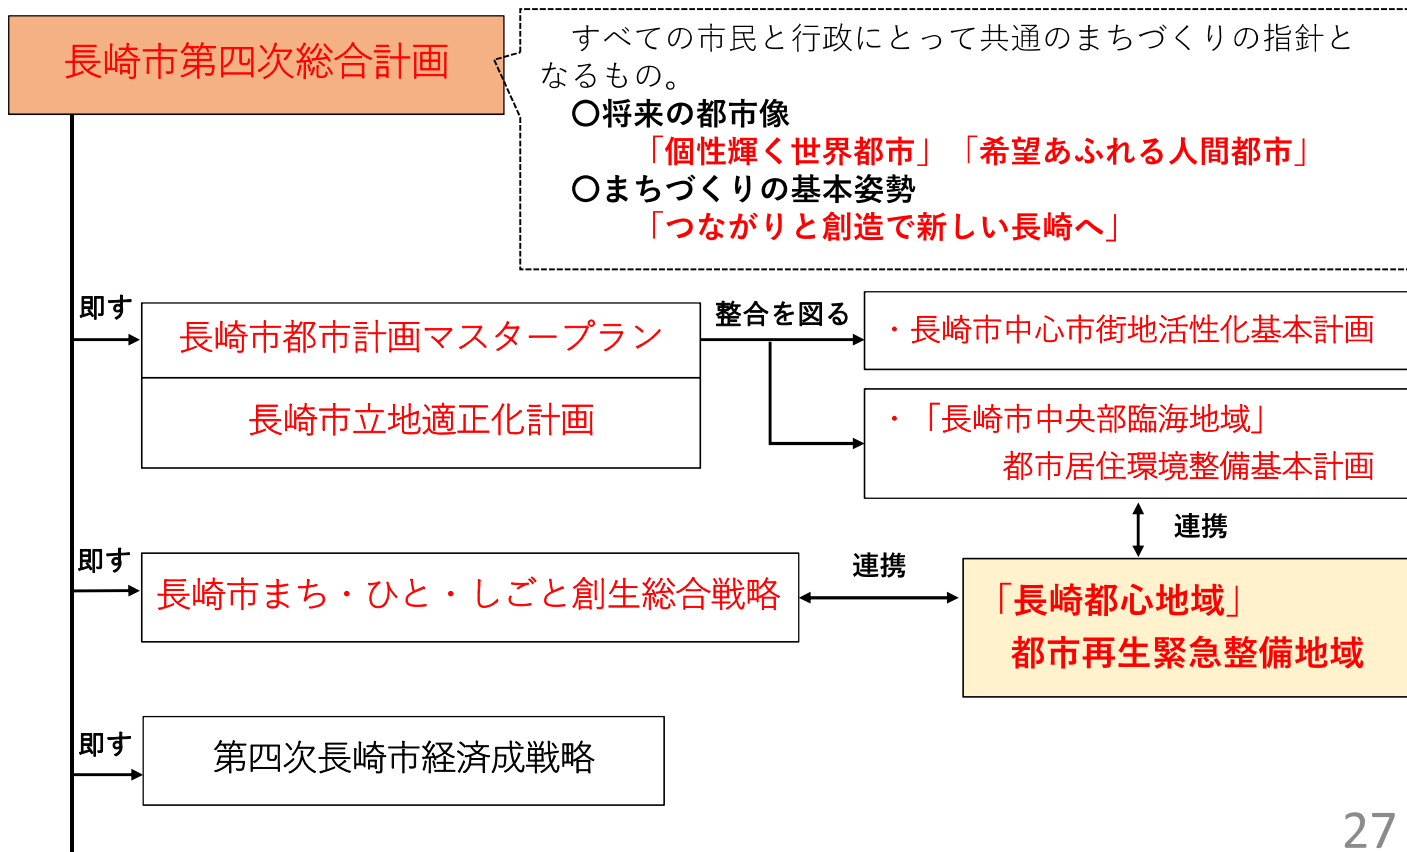 長崎市第四次総合計画
すべての市民と行政にとって共通のまちづくりの指針と
なるもの。
〇将来の都市像
「個性輝く世界都市」「希望あふれる人間都市」
〇まちづくりの基本姿勢
「つながりと創造で新しい長崎へ」
即す
長崎市都市計画マスタープラン
長崎市立地適正化計画
整合を図る
・長崎市中心市街地活性化基本計画
・「長崎市中央部臨海地域」
都市居住環境整備基本計画
連携
即す
長崎市まち・ひと・しごと創生総合戦略
連携
「長崎都心地域」
都市再生緊急整備地域
即す
第四次長崎市経済成戦略
27